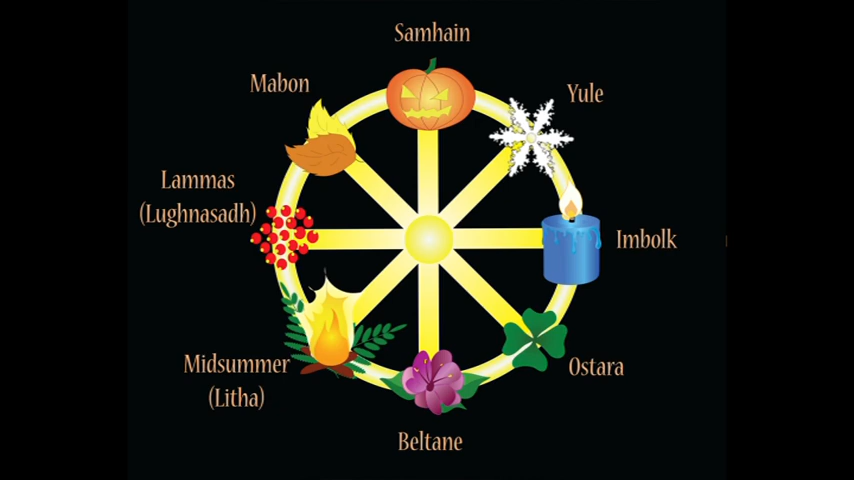 Samhain
Mabon
Yule
Lammas
(Lughnasadh)
Imbolk
Midsummer
(Litha)
Ostara
Beltane